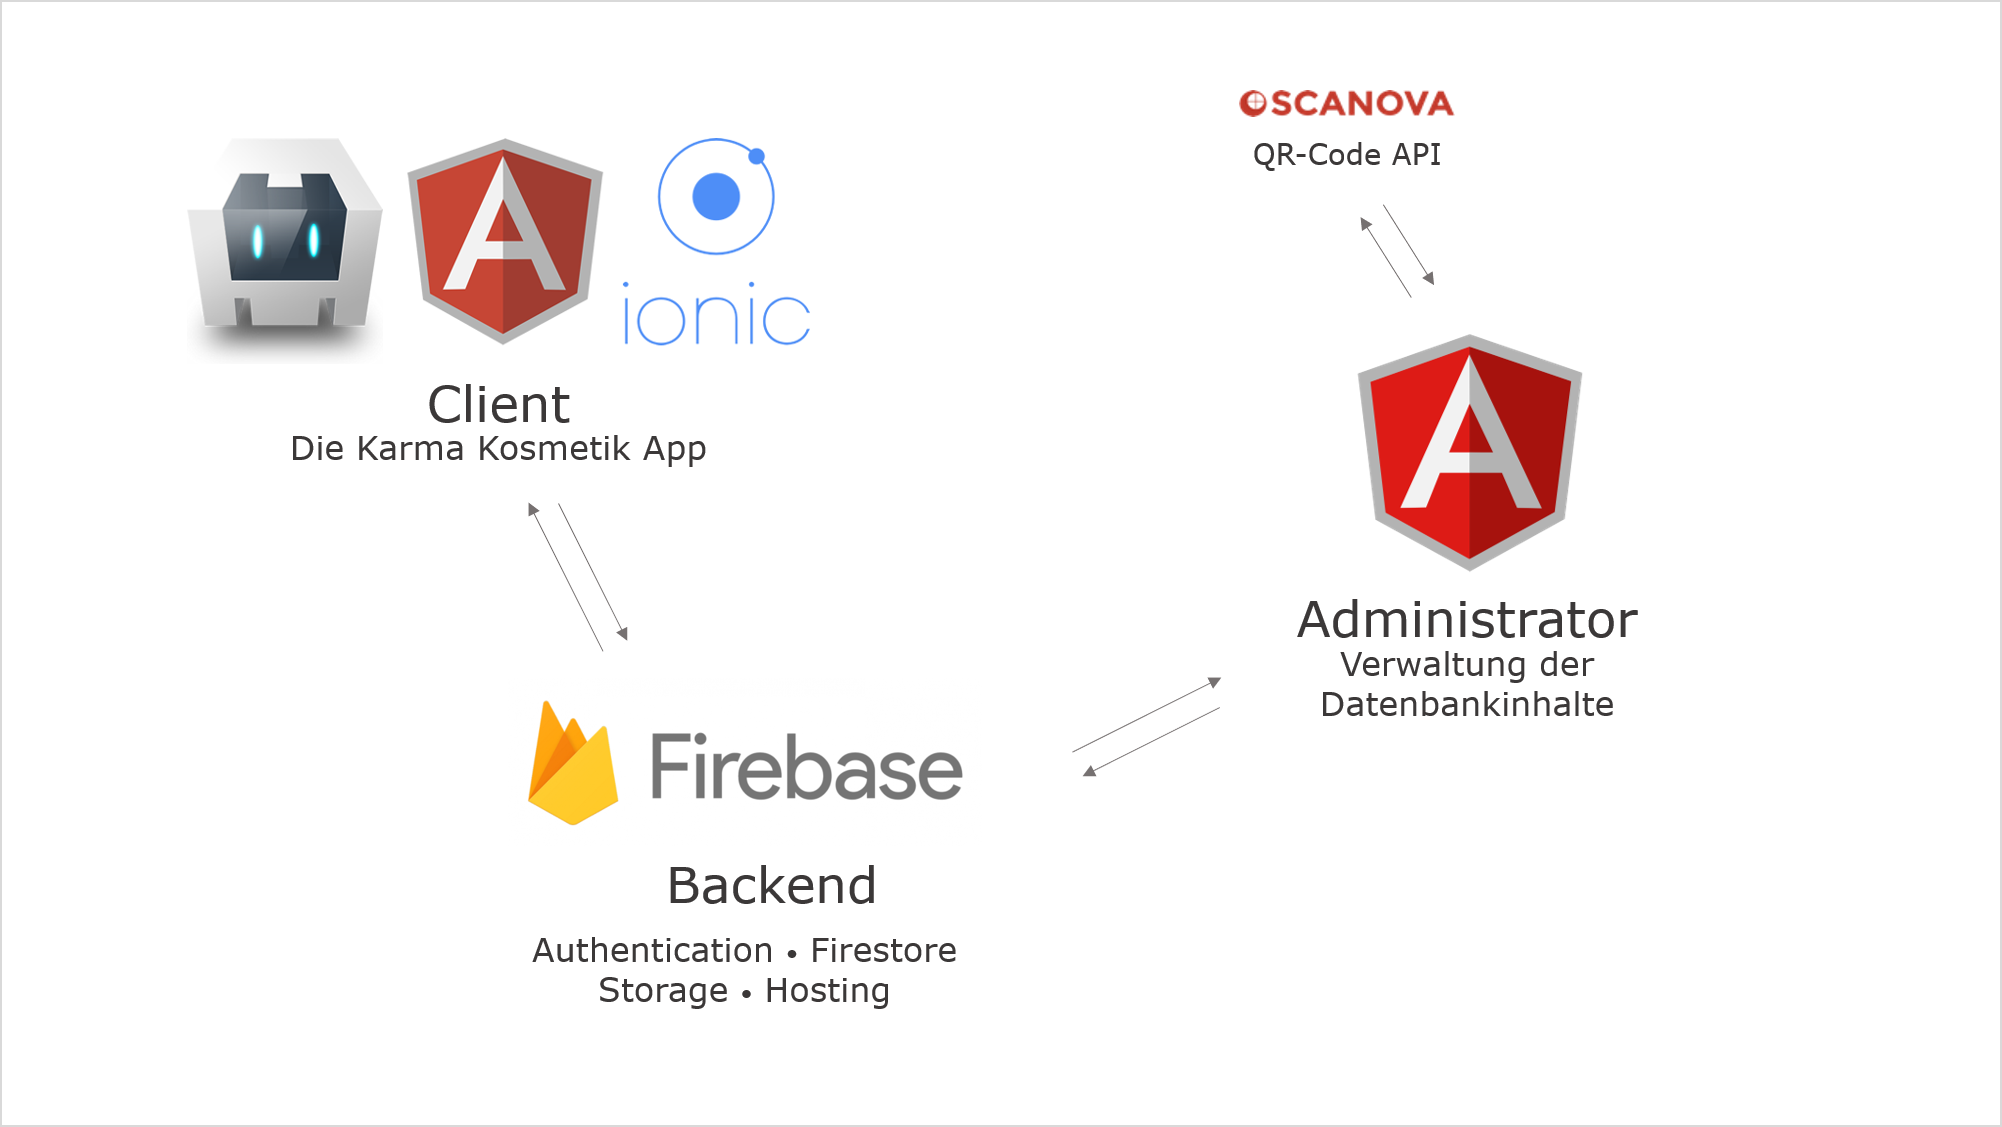 ionic
Client
Die Karma Kosmetik App
SCANOVA
QR-Code API
Administrator
Verwaltung der
Datenbankinhalte
Firebase
Backend
Authentication • Firestore
Storage • Hosting